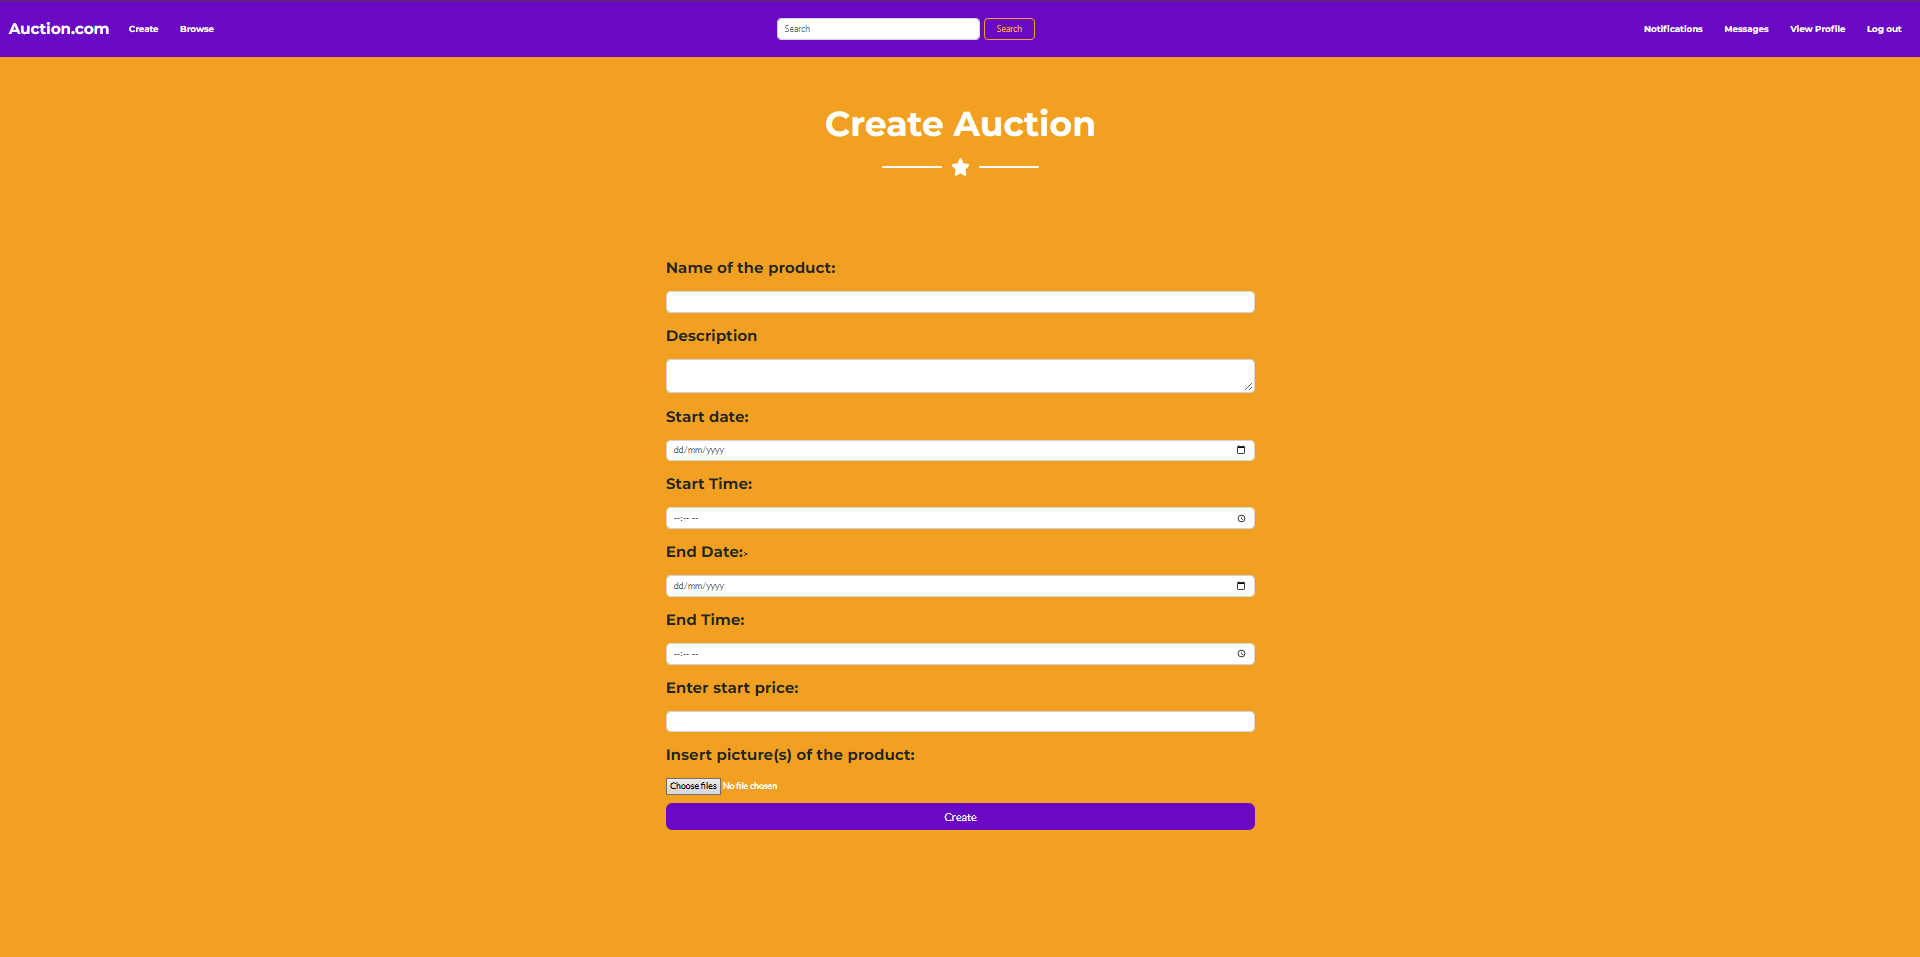 Auction.com Create Browse Search Search Notifications Messages View Profile Log out
Create Auction
Name of the product:
Description
Start date:
dd/mm/yyyy
Start Time:
--:-- --
End Date:>
dd/mm/yyyy
End Time:
--:-- --
Enter start price:
Insert picture(s) of the product:
Choose files No file chosen
Create